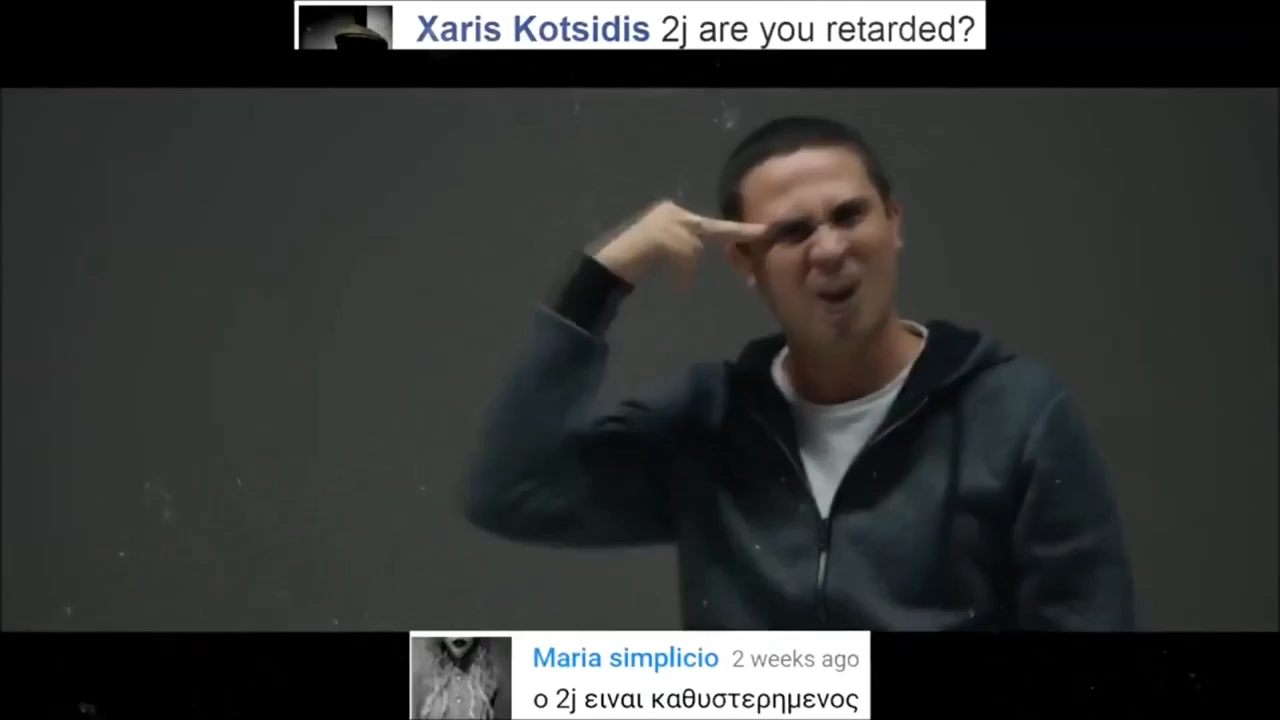 Xaris Kotsidis 2j are you retarded?
Maria simplicio 2 weeks ago
ο 2j ειναι καθυστερημενος